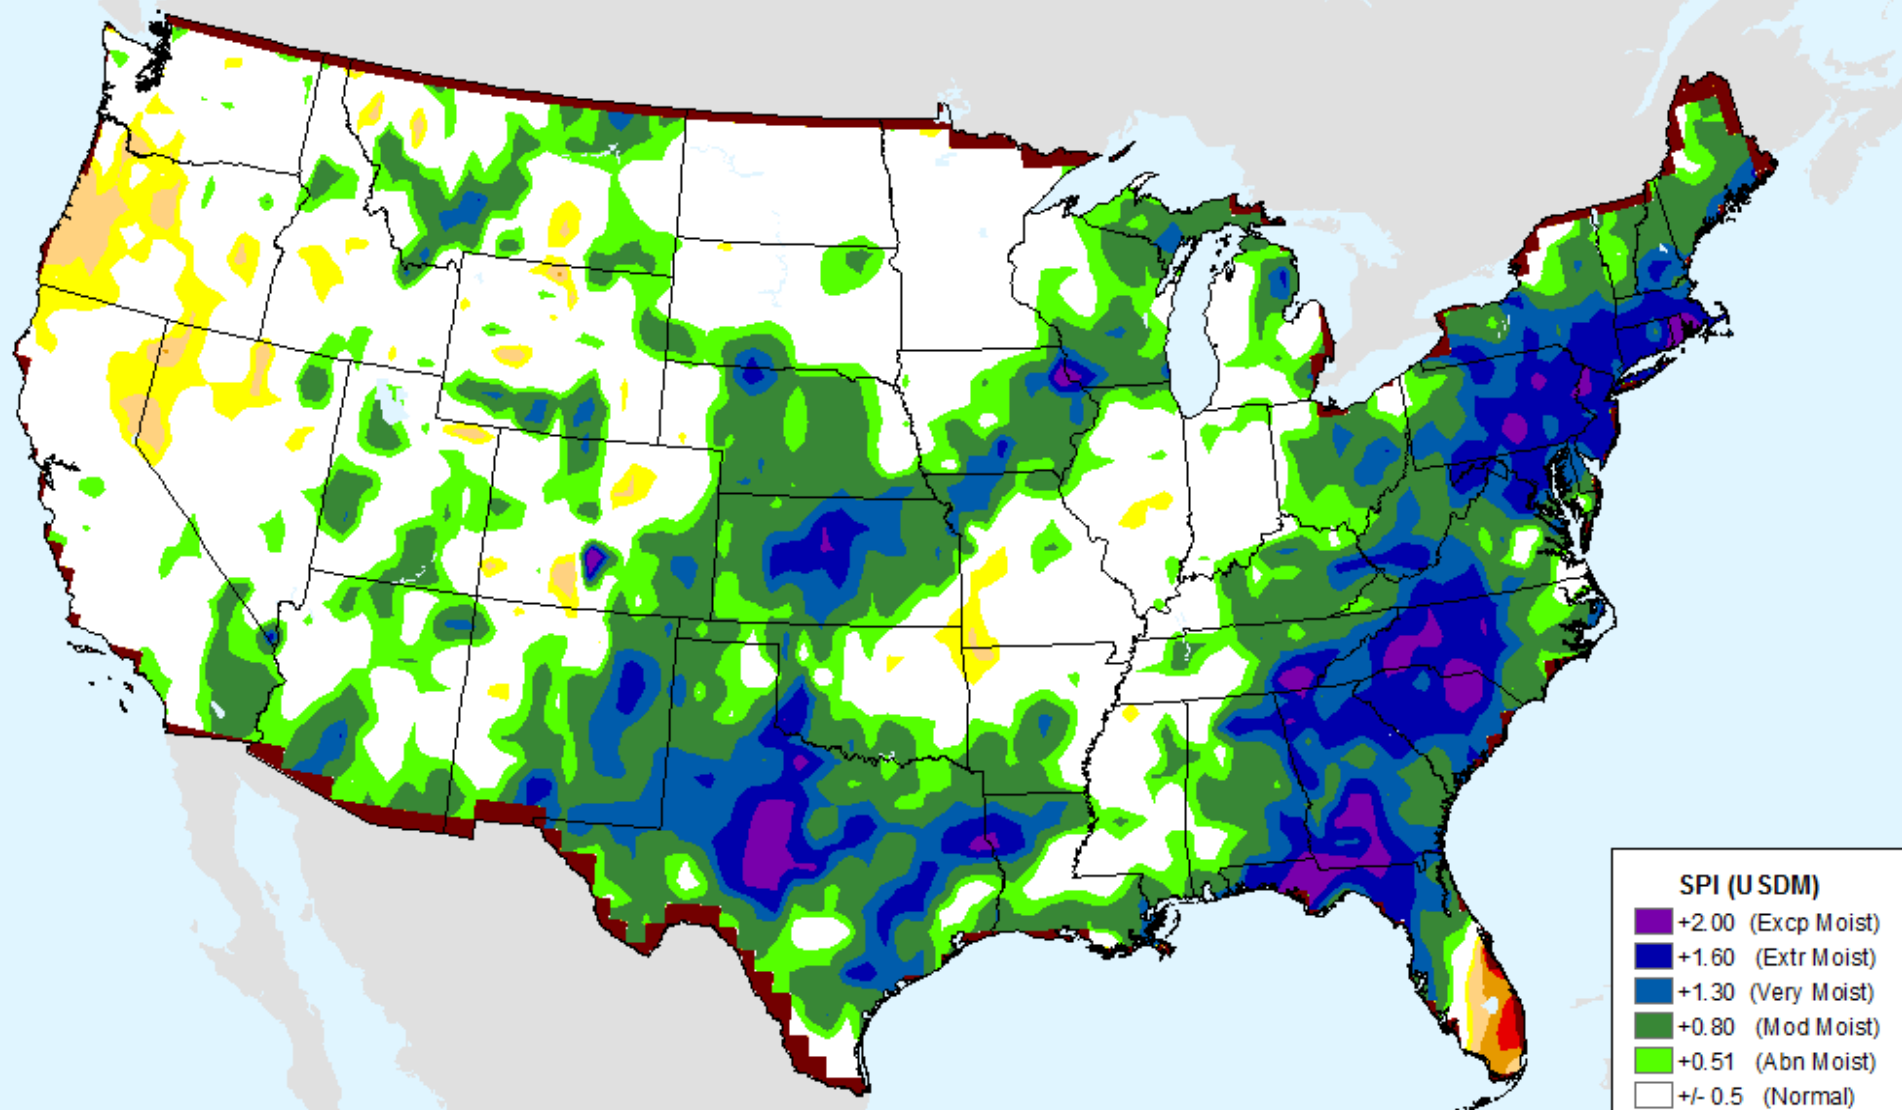 SPI (USDM)
+2.00 (Excp Moist)
+1.60 (Extr Moist)
+1.30 (Very Moist)
+0.80 (Mod Moist)
+0.51 (Abn Moist)
+/- 0.5 (Normal)